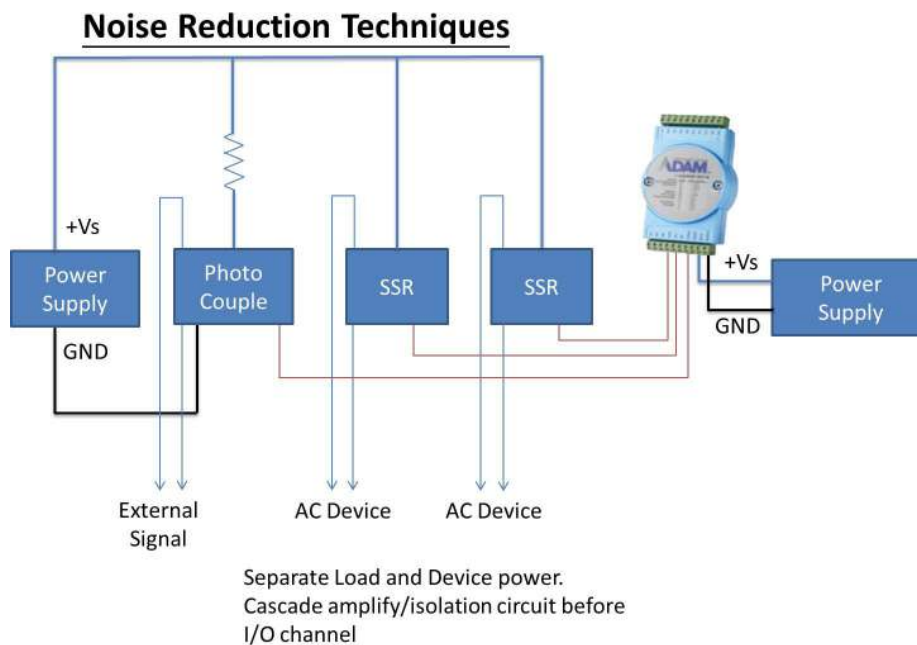 Noise Reduction Techniques
+Vs
Power
Supply
GND
Photo
Couple
SSR
SSR
ADAM
+Vs
GND
Power
Supply
External
Signal
AC Device
AC Device
Separate Load and Device power.
Cascade amplify/isolation circuit before
I/O channel